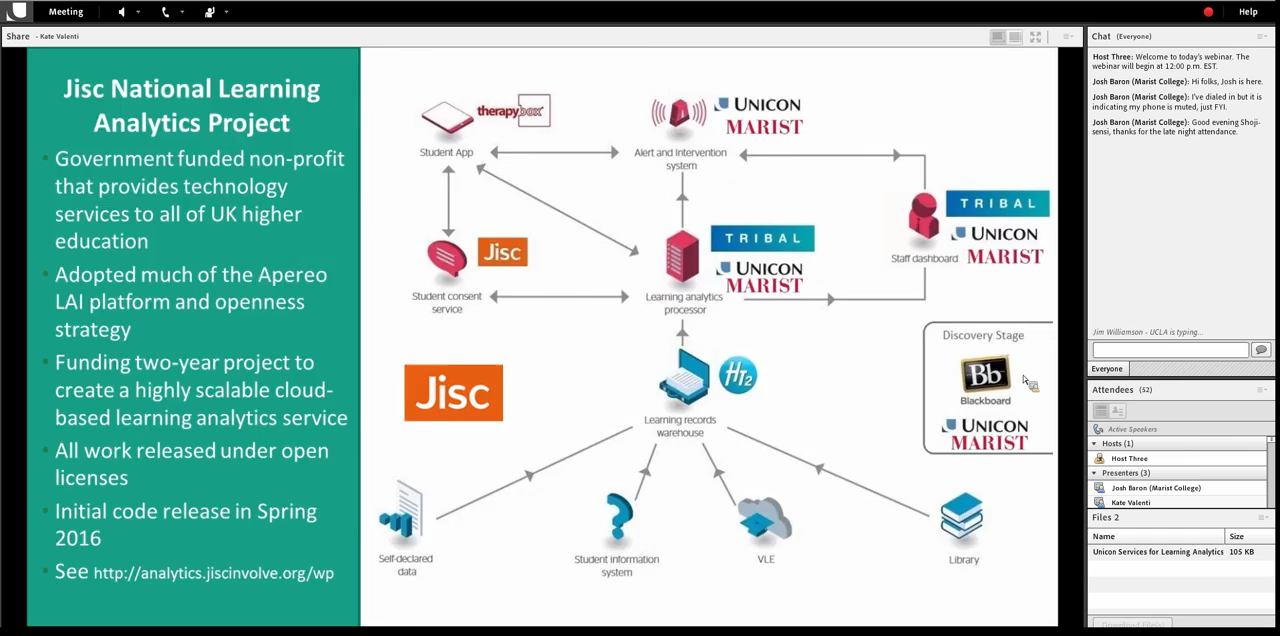 Meeting
Help
Share - Kate Valenti
Jisc National Learning
Analytics Project
Government funded non-profit
that provides technology
services to all of UK higher
education
Adopted much of the Apereo
LAI platform and openness
strategy
Funding two-year project to
create a highly scalable cloud-
based learning analytics service
All work released under open
licenses
Initial code release in Spring
2016
See http://analytics.jiscinvolve.org/wp
therapybox
Student App
UNICON
MARIST
Alert and Intervention
system
TRIBAL
UNICON
MARIST
Staff dashboard
Jisc
Student consent
service
TRIBAL
UNICON
MARIST
Learning analytics
processor
Jisc
HT2
Learning records
warehouse
Discovery Stage
Bb
Blackboard
UNICON
MARIST
Self-declared
data
Student information
system
VLE
Library
Chat (Everyone)
Host Three: Welcome to today's webinar. The
webinar will begin at 12:00 p.m. EST.
Josh Baron (Marist College): Hi folks, Josh is here.
Josh Baron (Marist College): I've dialed in but it is
indicating my phone is muted, just FYI.
Josh Baron (Marist College): Good evening Shoji-
sensi, thanks for the late night attendance.
Jim Williamson - UCLA is typing...
Everyone
Attendees (52)
Active Speakers
Hosts (1)
Host Three
Presenters (3)
Josh Baron (Marist College)
Kate Valenti
Files 2
Name Size
Unicon Services for Learning Analytics 105 KB
Download File(s)